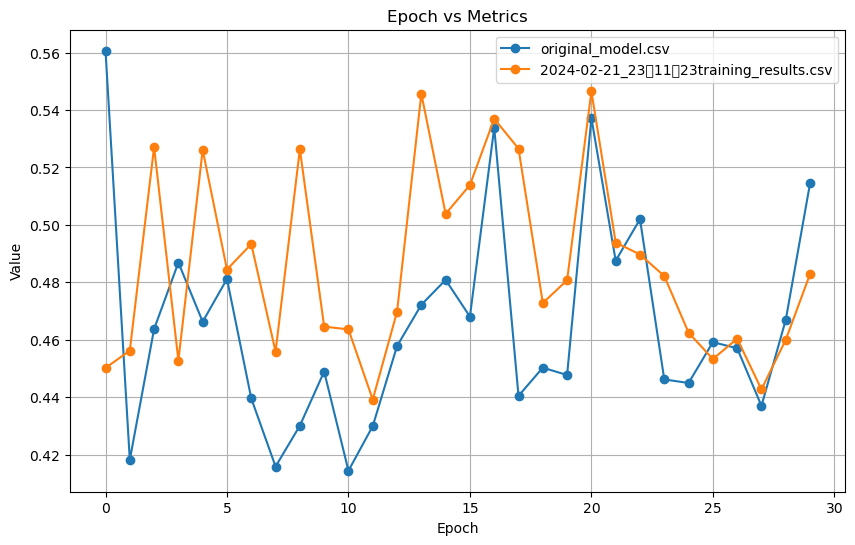 Epoch vs Metrics
original_model.csv
2024-02-21_23▯11▯23training_results.csv
Value
0.56
0.54
0.52
0.50
0.48
0.46
0.44
0.42
0 5 10 15 20 25 30
Epoch